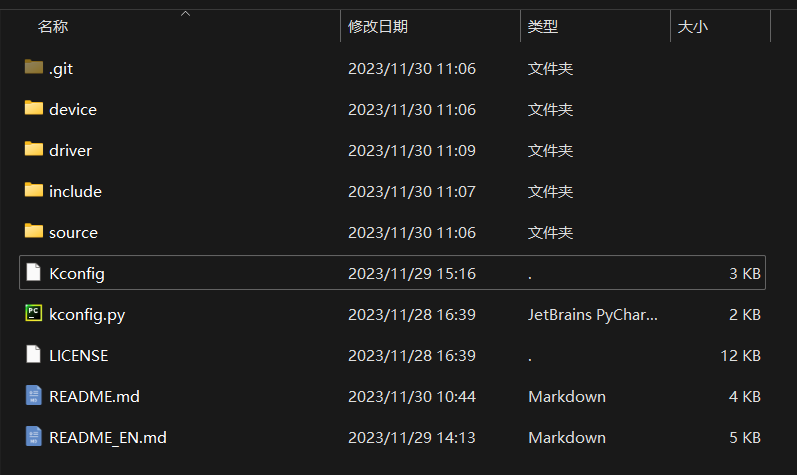 名称 修改日期 类型 大小
.git 2023/11/30 11:06 文件夹
device 2023/11/30 11:06 文件夹
driver 2023/11/30 11:09 文件夹
include 2023/11/30 11:07 文件夹
source 2023/11/30 11:06 文件夹
Kconfig 2023/11/29 15:16 . 3 KB
kconfig.py 2023/11/28 16:39 JetBrains PyChar... 2 KB
LICENSE 2023/11/28 16:39 . 12 KB
README.md 2023/11/30 10:44 Markdown 4 KB
README_EN.md 2023/11/29 14:13 Markdown 5 KB